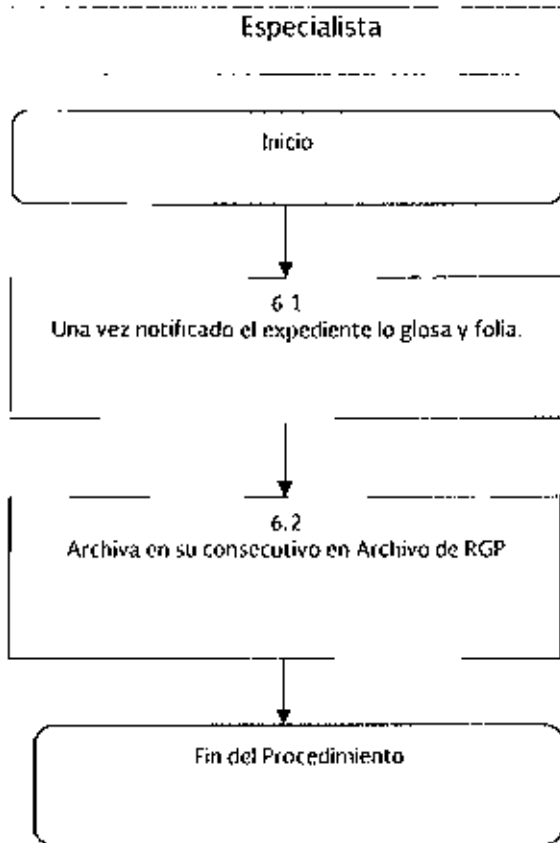 Especialista
Inicio
6.1
Una vez notificado el expediente lo glosa y folia.
6.2
Archiva en su consecutivo en Archivo de RGP
Fin del Procedimiento